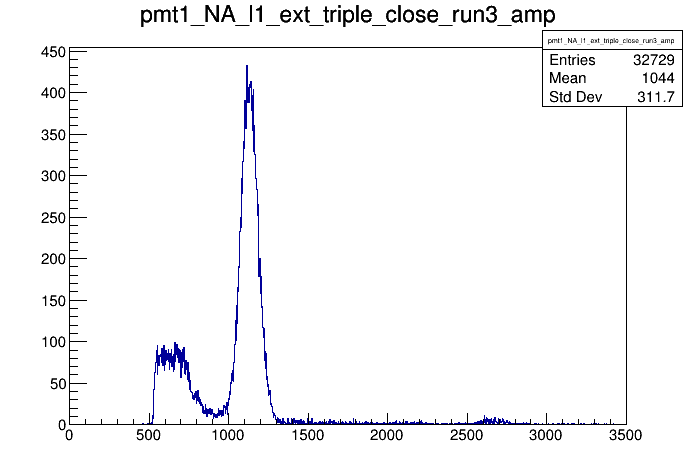 pmt1_NA_l1_ext_triple_close_run3_amp
pmt1_NA_l1_ext_triple_close_run3_amp
Entries 32729
Mean 1044
Std Dev 311.7
450
400
350
300
250
200
150
100
50
0
0 500 1000 1500 2000 2500 3000 3500